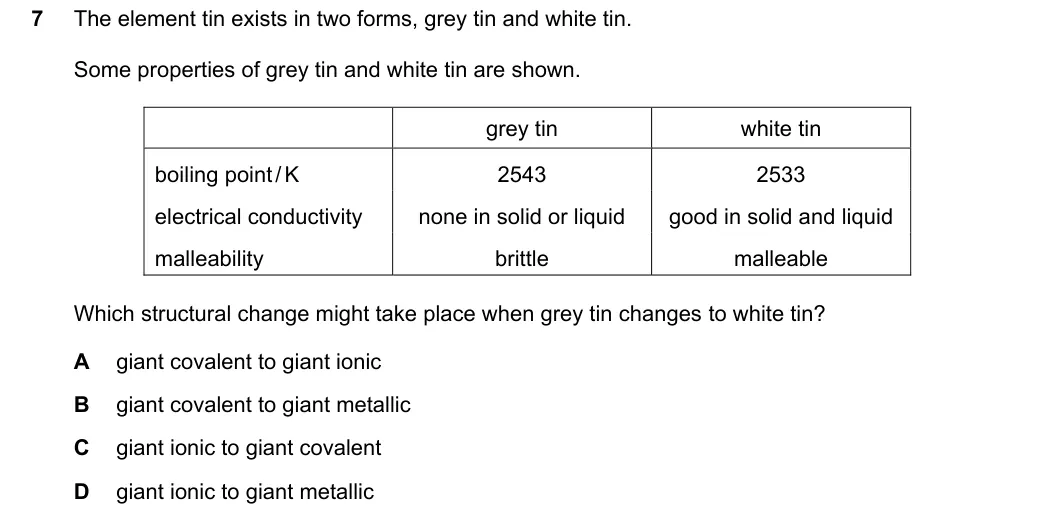 7 The element tin exists in two forms, grey tin and white tin.
Some properties of grey tin and white tin are shown.
grey tin white tin
boiling point/K 2543 2533
electrical conductivity none in solid or liquid good in solid and liquid
malleability brittle malleable
Which structural change might take place when grey tin changes to white tin?
A giant covalent to giant ionic
B giant covalent to giant metallic
C giant ionic to giant covalent
D giant ionic to giant metallic